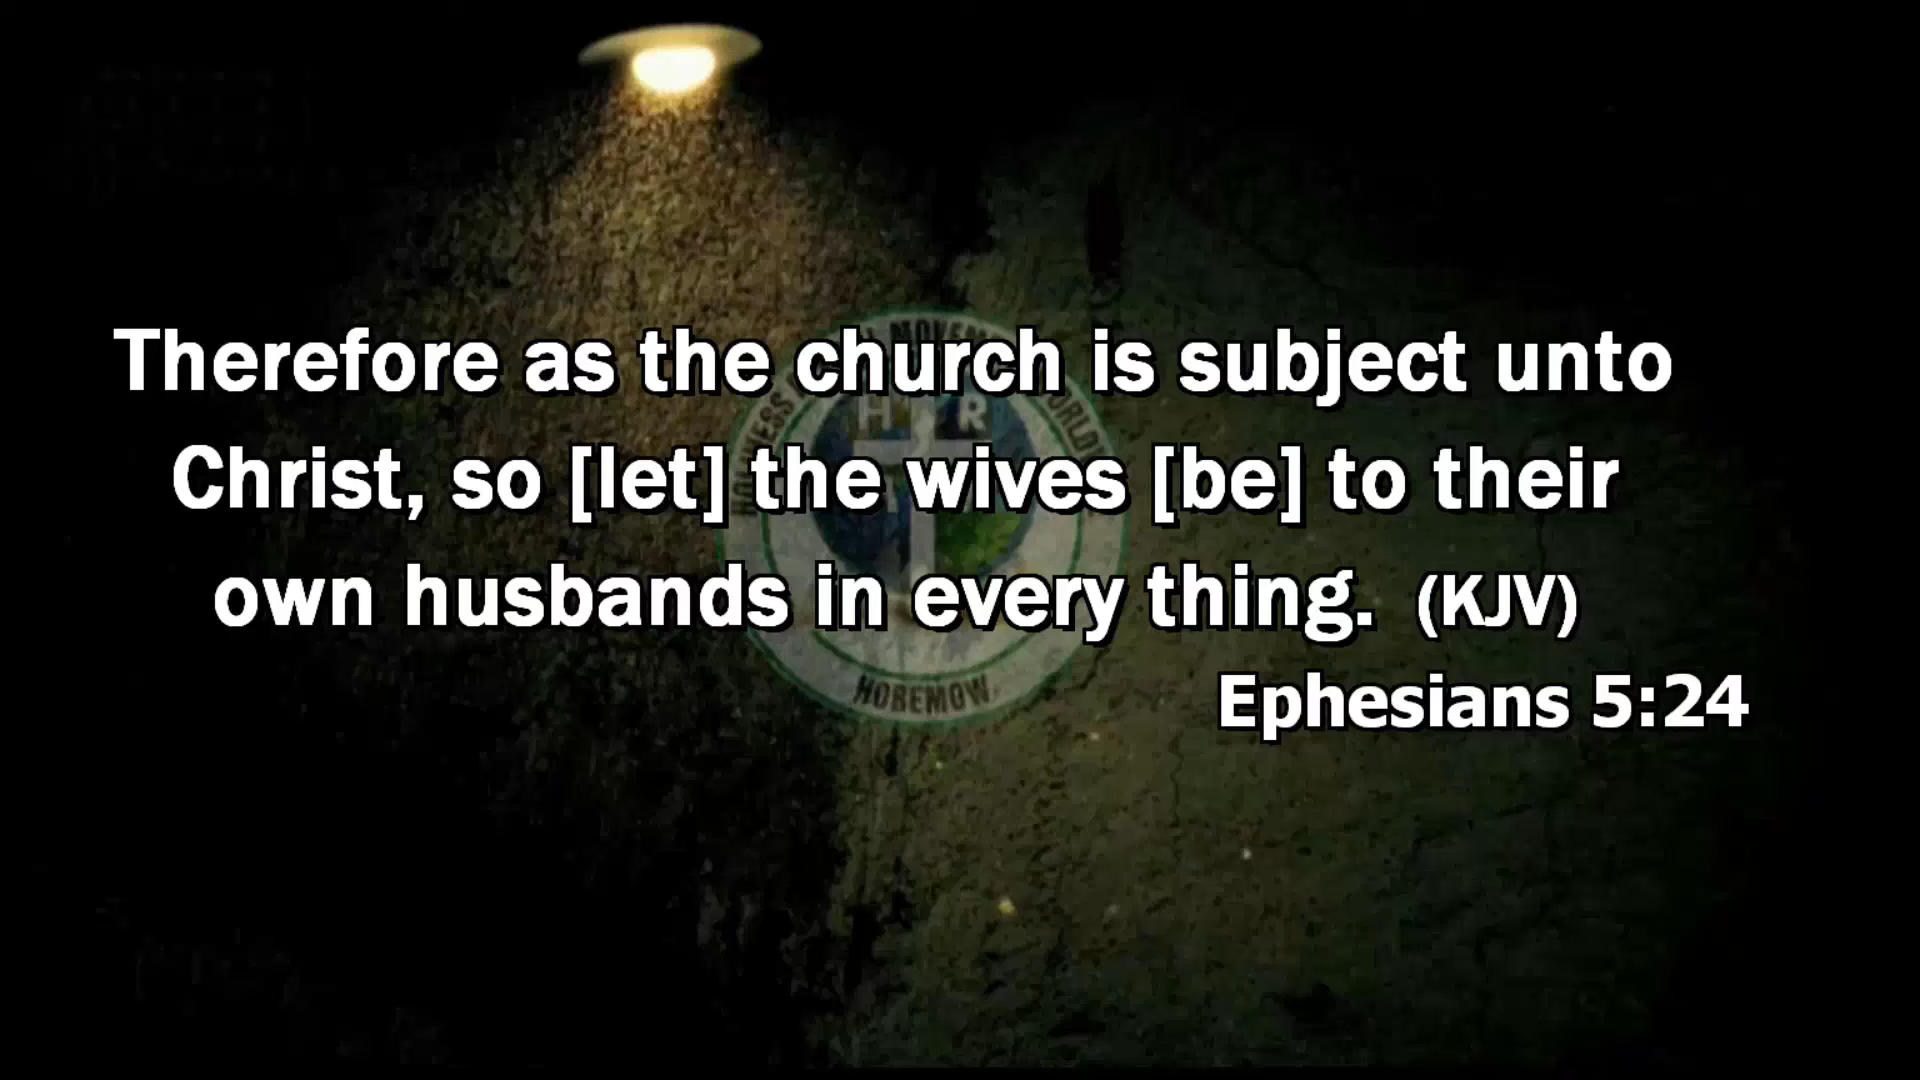 Therefore as the church is subject unto
Christ, so [let] the wives [be] to their
own husbands in every thing. (KJV)
Ephesians 5:24
HOREMOW